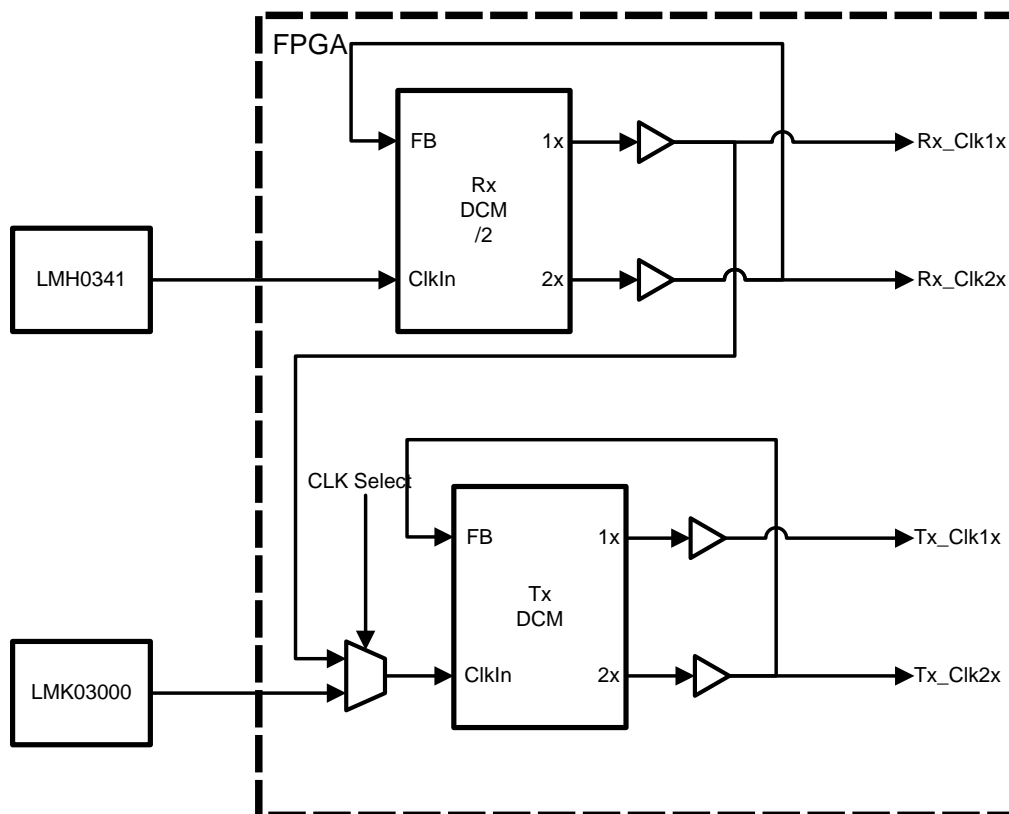 FPGA
FB
1x
Rx_Clk1x
Rx
DCM
/2
LMH0341
ClkIn
2x
Rx_Clk2x
CLK Select
FB
1x
Tx_Clk1x
Tx
DCM
LMK03000
ClkIn
2x
Tx_Clk2x